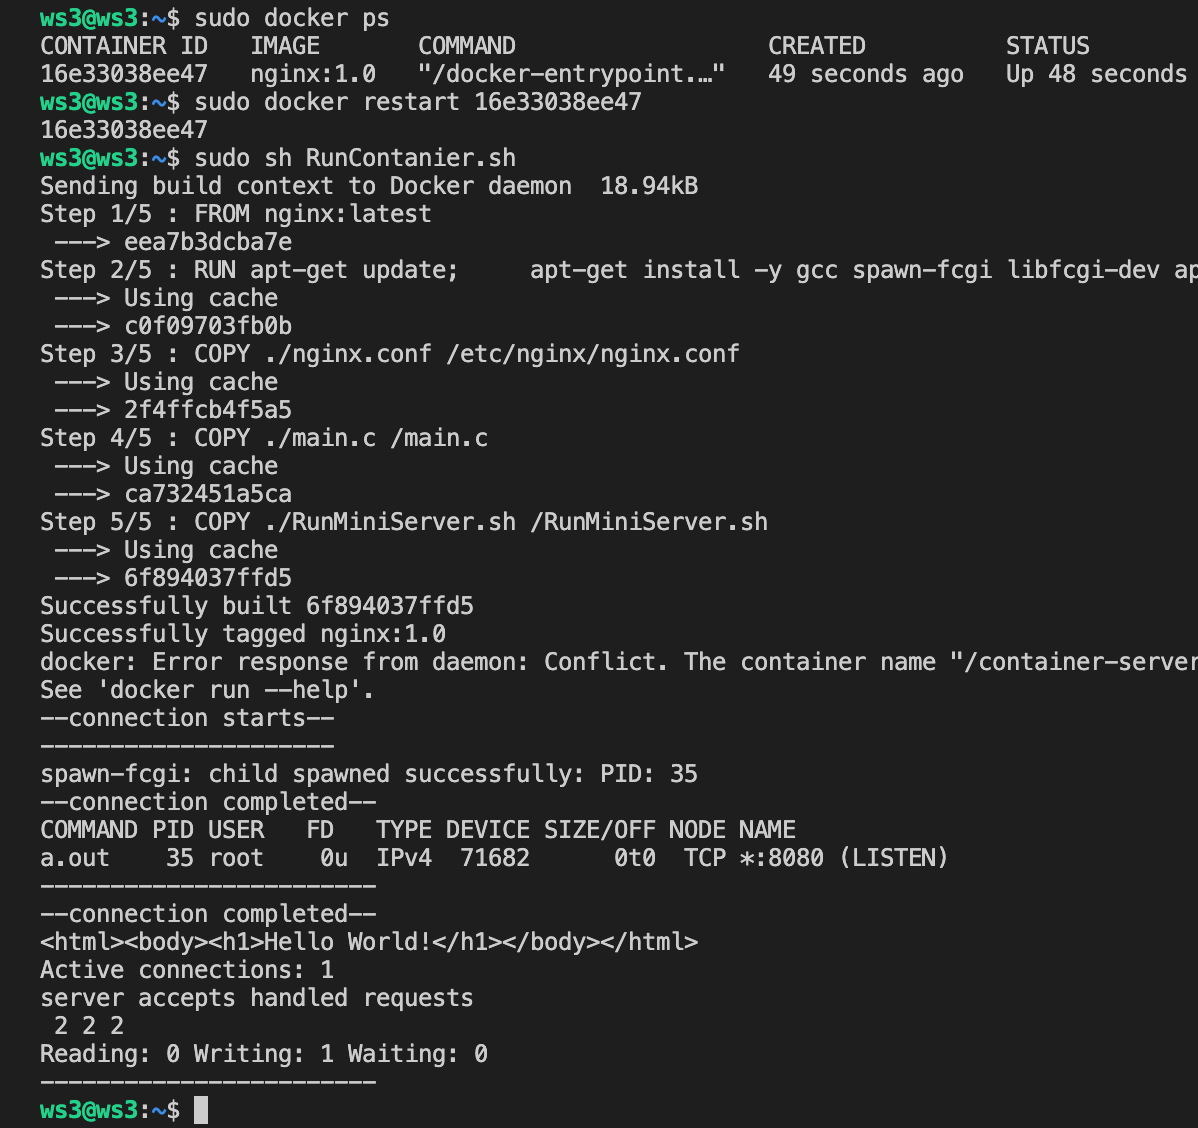 ws3@ws3:~$ sudo docker ps
CONTAINER ID   IMAGE       COMMAND                  CREATED          STATUS
16e33038ee47   nginx:1.0   "/docker-entrypoint.…"   49 seconds ago   Up 48 seconds
ws3@ws3:~$ sudo docker restart 16e33038ee47
16e33038ee47
ws3@ws3:~$ sudo sh RunContanier.sh
Sending build context to Docker daemon  18.94kB
Step 1/5 : FROM nginx:latest
 ---> eea7b3dcba7e
Step 2/5 : RUN apt-get update;     apt-get install -y gcc spawn-fcgi libfcgi-dev ap
 ---> Using cache
 ---> c0f09703fb0b
Step 3/5 : COPY ./nginx.conf /etc/nginx/nginx.conf
 ---> Using cache
 ---> 2f4ffcb4f5a5
Step 4/5 : COPY ./main.c /main.c
 ---> Using cache
 ---> ca732451a5ca
Step 5/5 : COPY ./RunMiniServer.sh /RunMiniServer.sh
 ---> Using cache
 ---> 6f894037ffd5
Successfully built 6f894037ffd5
Successfully tagged nginx:1.0
docker: Error response from daemon: Conflict. The container name "/container-server
See 'docker run --help'.
--connection starts--
---------------------
spawn-fcgi: child spawned successfully: PID: 35
--connection completed--
COMMAND PID USER   FD   TYPE DEVICE SIZE/OFF NODE NAME
a.out    35 root    0u  IPv4  71682      0t0  TCP *:8080 (LISTEN)
------------------------
--connection completed--
<html><body><h1>Hello World!</h1></body></html>
Active connections: 1
server accepts handled requests
 2 2 2
Reading: 0 Writing: 1 Waiting: 0
------------------------
ws3@ws3:~$